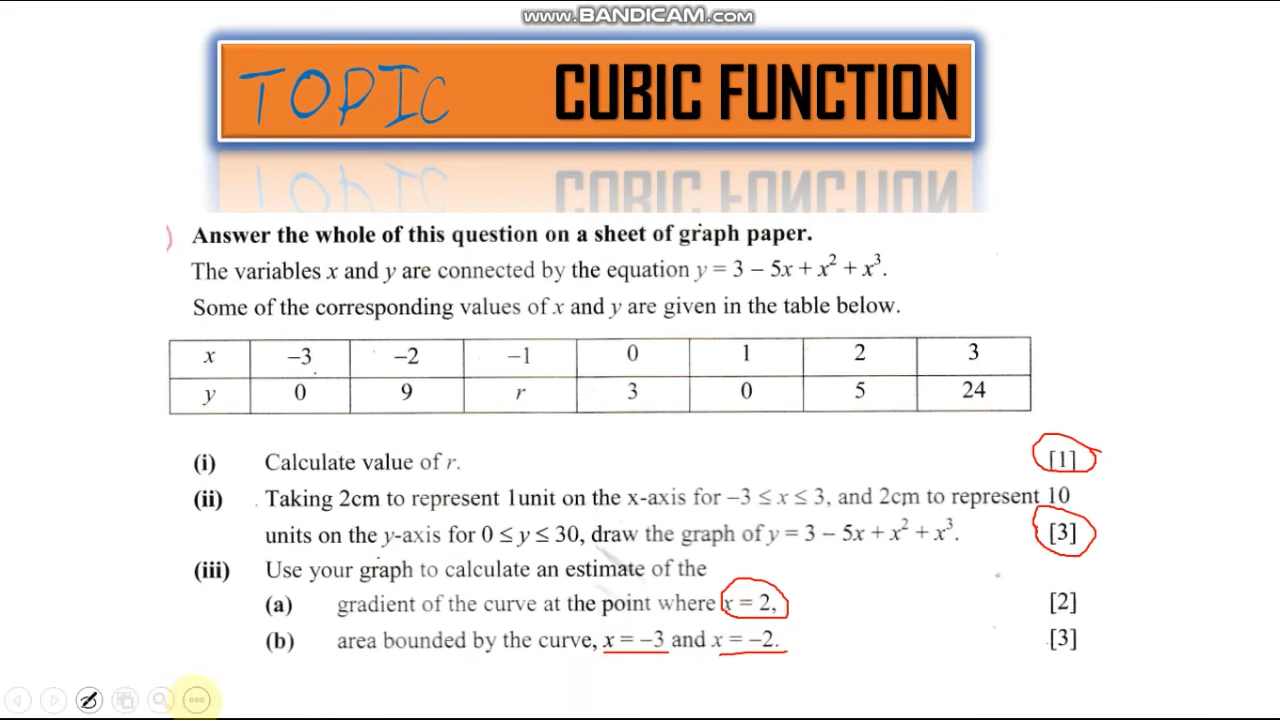 www.BANDICAM.com
TOPIC CUBIC FUNCTION
Answer the whole of this question on a sheet of graph paper.
The variables x and y are connected by the equation y = 3 − 5x + x² + x³.
Some of the corresponding values of x and y are given in the table below.
x −3 −2 −1 0 1 2 3
y 0 9 r 3 0 5 24
(i) Calculate value of r. [1]
(ii) Taking 2cm to represent 1unit on the x-axis for −3 ≤ x ≤ 3, and 2cm to represent 10
units on the y-axis for 0 ≤ y ≤ 30, draw the graph of y = 3 − 5x + x² + x³. [3]
(iii) Use your graph to calculate an estimate of the
(a) gradient of the curve at the point where x = 2, [2]
(b) area bounded by the curve, x = −3 and x = −2. [3]